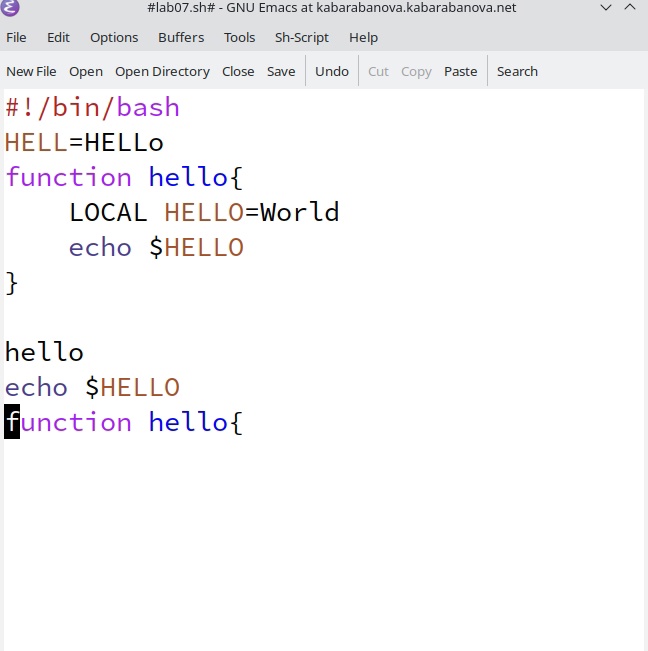 #lab07.sh# - GNU Emacs at kabarabanova.kabarabanova.net
File Edit Options Buffers Tools Sh-Script Help
New File Open Open Directory Close Save Undo Cut Copy Paste Search
#!/bin/bash
HELL=HELLo
function hello{
    LOCAL HELLO=World
    echo $HELLO
}
hello
echo $HELLO
function hello{